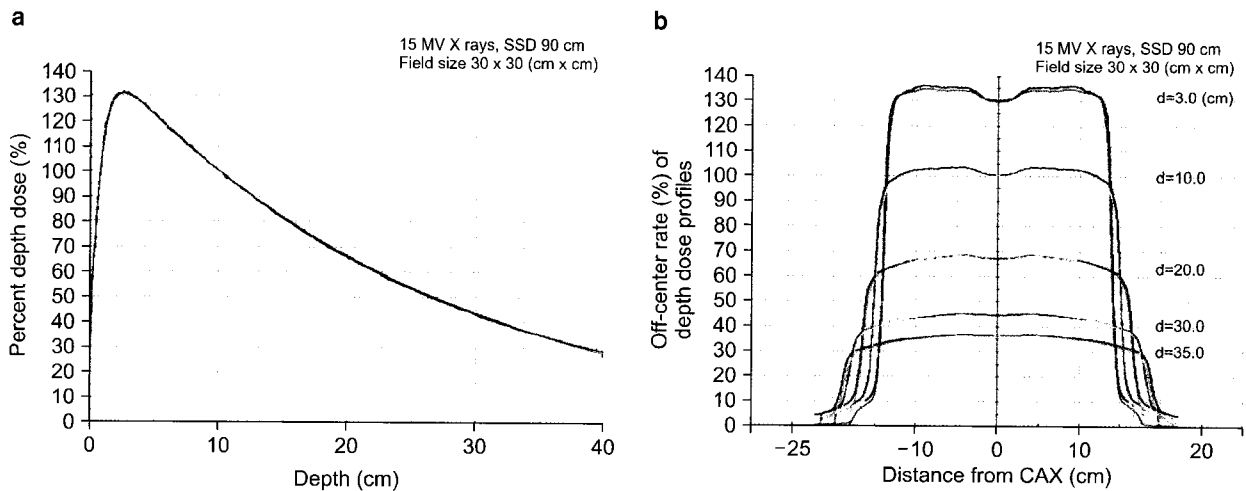 a
15 MV X rays, SSD 90 cm
Field size 30 x 30 (cm x cm)
Percent depth dose (%)
140
130
120
110
100
90
80
70
60
50
40
30
20
10
0
0 10 20 30 40
Depth (cm)
b
15 MV X rays, SSD 90 cm
Field size 30 x 30 (cm x cm)
Off-center rate (%) of
depth dose profiles
140
130
120
110
100
90
80
70
60
50
40
30
20
10
0
d=3.0 (cm)
d=10.0
d=20.0
d=30.0
d=35.0
−25 −10 0 10 20
Distance from CAX (cm)